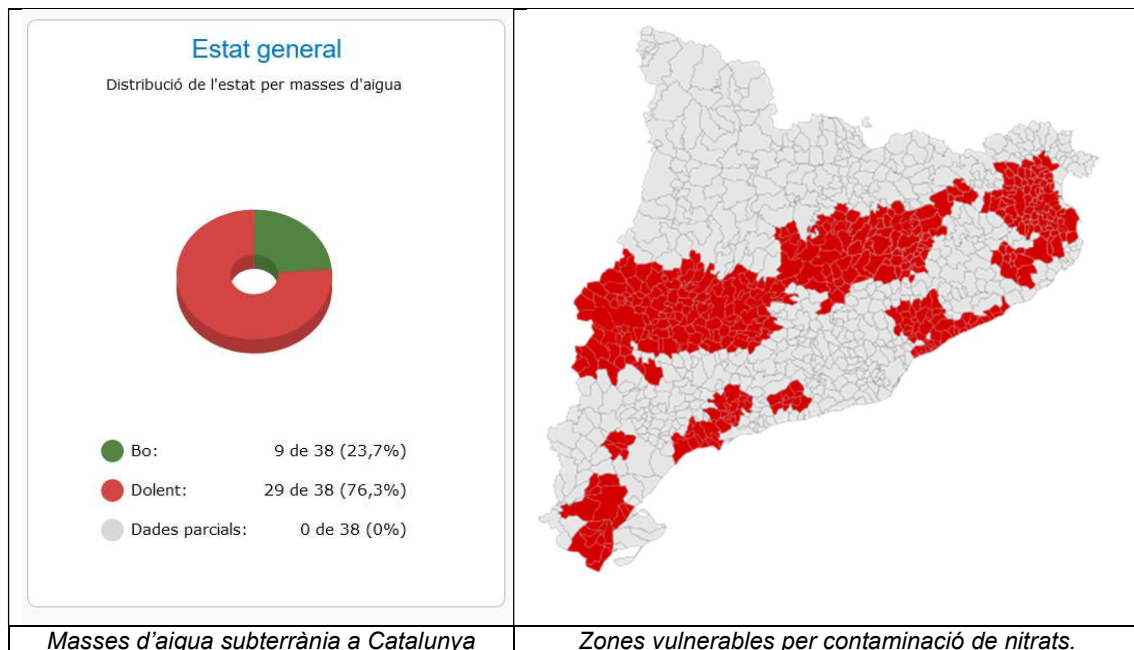 Estat general
Distribució de l'estat per masses d'aigua
Bo: 9 de 38 (23,7%)
Dolent: 29 de 38 (76,3%)
Dades parcials: 0 de 38 (0%)
Masses d'aigua subterrània a Catalunya
Zones vulnerables per contaminació de nitrats.